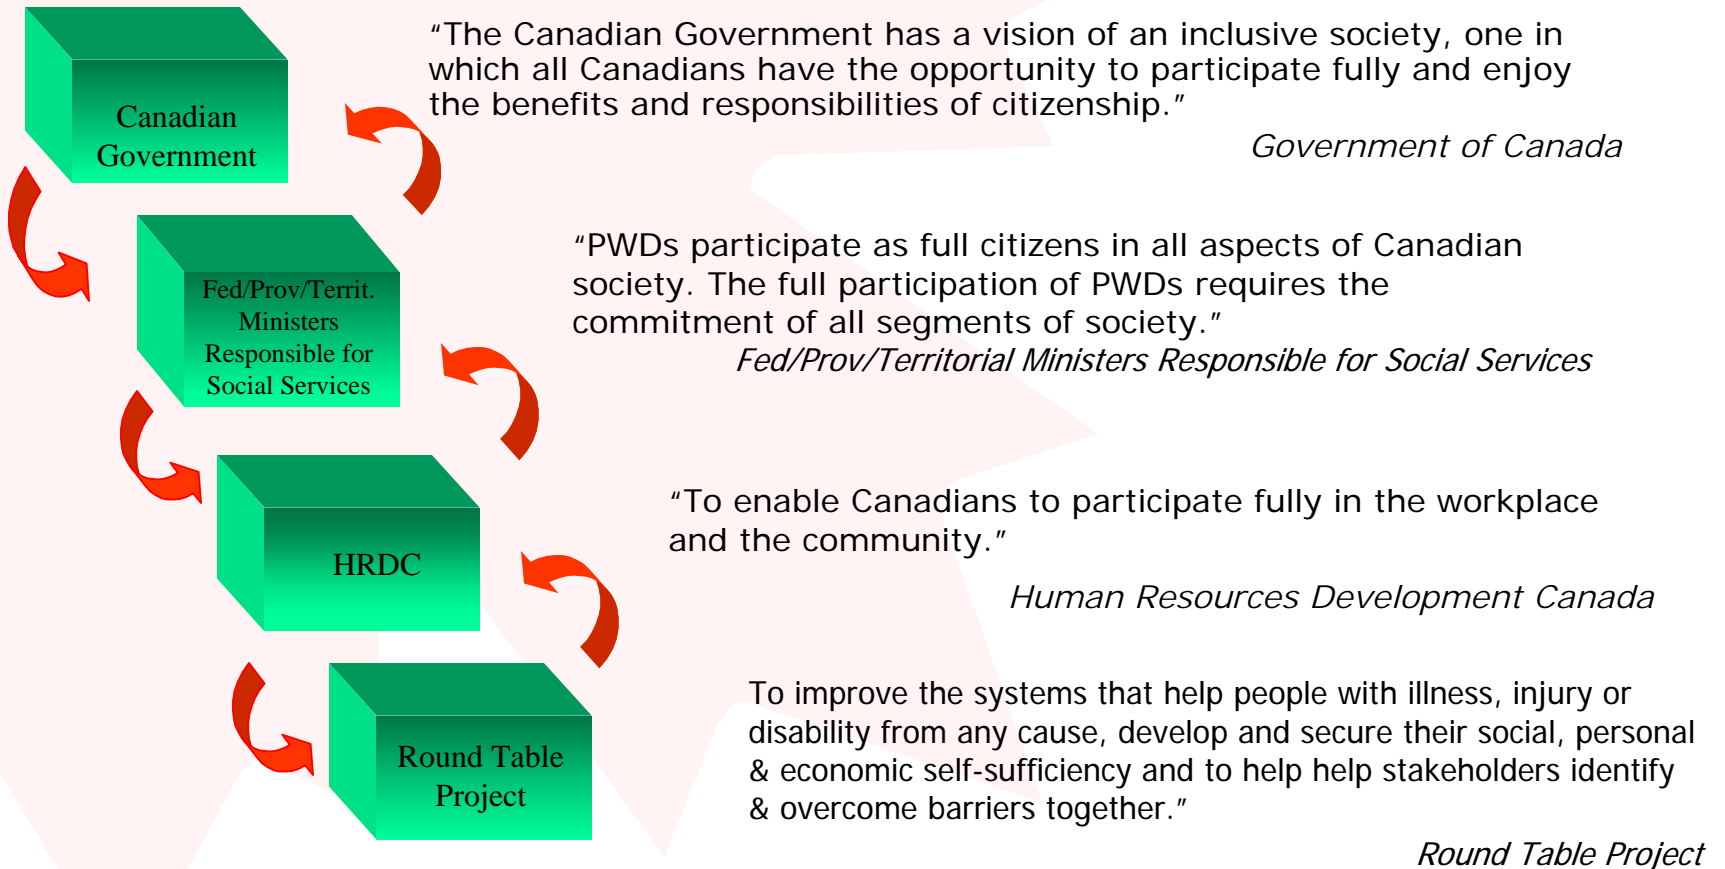 "The Canadian Government has a vision of an inclusive society, one in
which all Canadians have the opportunity to participate fully and enjoy
the benefits and responsibilities of citizenship."
Government of Canada
Canadian
Government
"PWDs participate as full citizens in all aspects of Canadian
society. The full participation of PWDs requires the
commitment of all segments of society."
Fed/Prov/Territorial Ministers Responsible for Social Services
Fed/Prov/Territ.
Ministers
Responsible for
Social Services
"To enable Canadians to participate fully in the workplace
and the community."
Human Resources Development Canada
HRDC
To improve the systems that help people with illness, injury or
disability from any cause, develop and secure their social, personal
& economic self-sufficiency and to help help stakeholders identify
& overcome barriers together."
Round Table Project
Round Table
Project